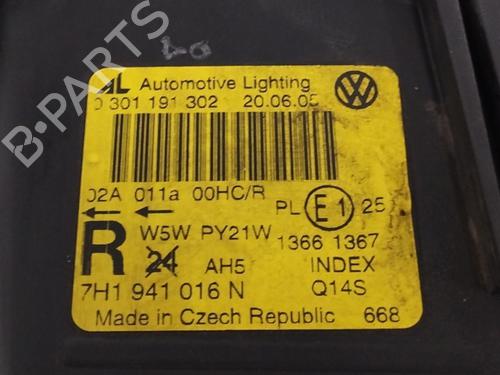 AL Automotive Lighting
0 301 191 302 20.06.05
02A 011a 00HC/R
PL E1 25
R W5W PY21W 1366 1367
24 AH5 INDEX
7H1 941 016 N Q14S
Made in Czech Republic 668
B-PARTS